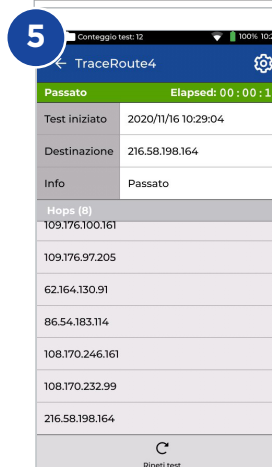 5
Conteggio test: 12
100% 10:2
TraceRoute4
Passato Elapsed: 00:00:1
Test iniziato 2020/11/16 10:29:04
Destinazione 216.58.198.164
Info Passato
Hops (8)
109.176.100.161
109.176.97.205
62.164.130.91
86.54.183.114
108.170.246.161
108.170.232.99
216.58.198.164
Ripeti test